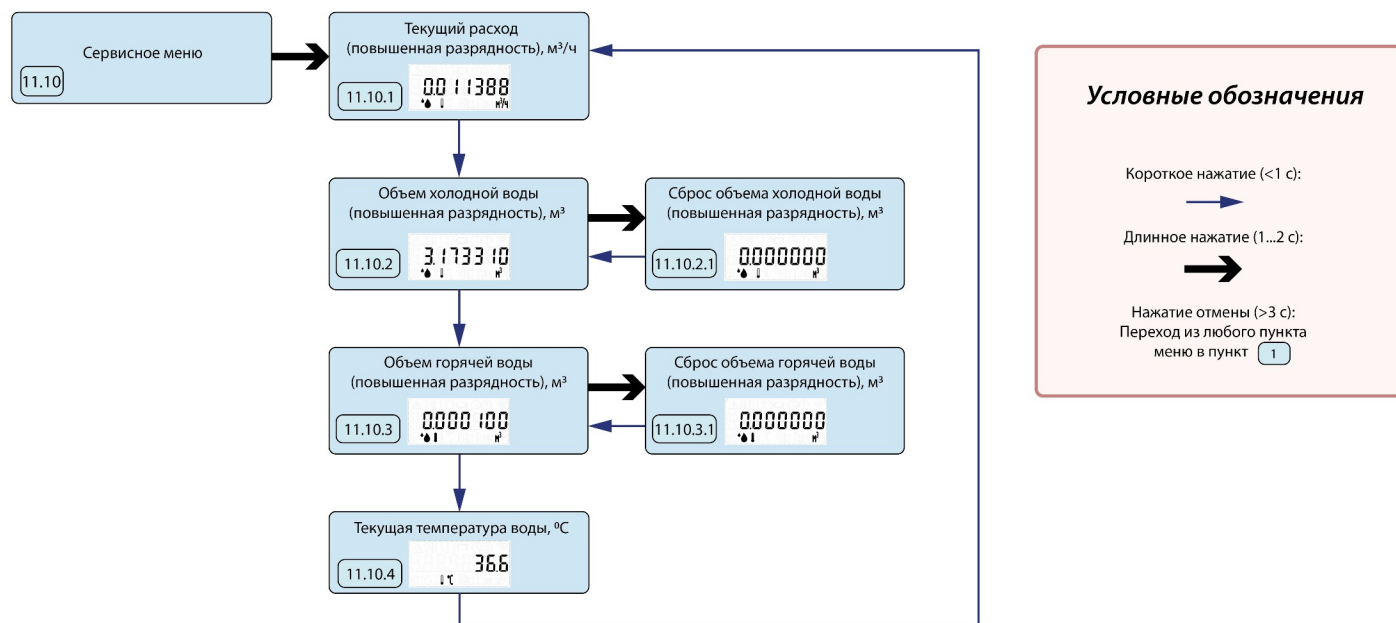 Сервисное меню
11.10
Текущий расход
(повышенная разрядность), м³/ч
11.10.1
0.011388
м³/ч
Объем холодной воды
(повышенная разрядность), м³
11.10.2
3.173310
м³
Сброс объема холодной воды
(повышенная разрядность), м³
11.10.2.1
0.000000
м³
Объем горячей воды
(повышенная разрядность), м³
11.10.3
0.000100
м³
Сброс объема горячей воды
(повышенная разрядность), м³
11.10.3.1
0.000000
м³
Текущая температура воды, ⁰С
11.10.4
36.6
°C
Условные обозначения
Короткое нажатие (<1 с):
Длинное нажатие (1...2 с):
Нажатие отмены (>3 с):
Переход из любого пункта
меню в пункт 1